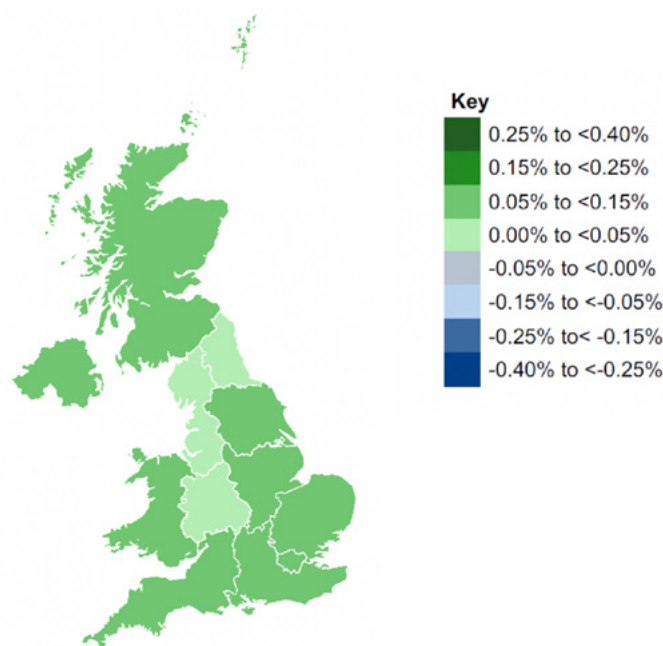 Key
0.25% to <0.40%
0.15% to <0.25%
0.05% to <0.15%
0.00% to <0.05%
-0.05% to <0.00%
-0.15% to <-0.05%
-0.25% to< -0.15%
-0.40% to <-0.25%